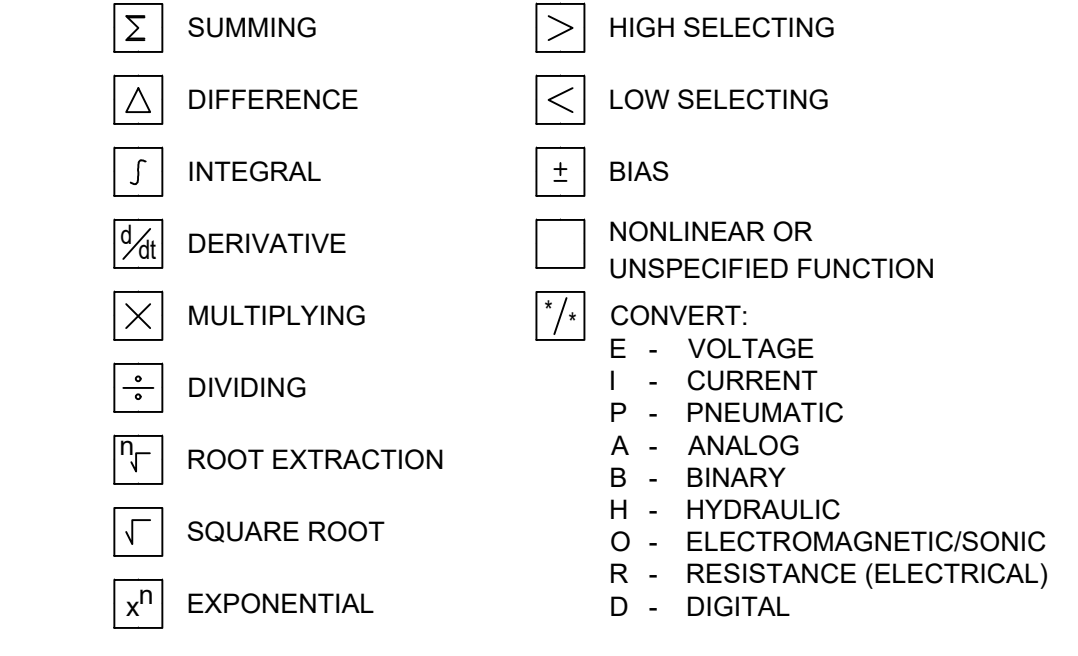 Σ SUMMING
△ DIFFERENCE
∫ INTEGRAL
d/dt DERIVATIVE
× MULTIPLYING
÷ DIVIDING
n√ ROOT EXTRACTION
√ SQUARE ROOT
xn EXPONENTIAL
> HIGH SELECTING
< LOW SELECTING
± BIAS
NONLINEAR OR
UNSPECIFIED FUNCTION
*/* CONVERT:
E - VOLTAGE
I - CURRENT
P - PNEUMATIC
A - ANALOG
B - BINARY
H - HYDRAULIC
O - ELECTROMAGNETIC/SONIC
R - RESISTANCE (ELECTRICAL)
D - DIGITAL